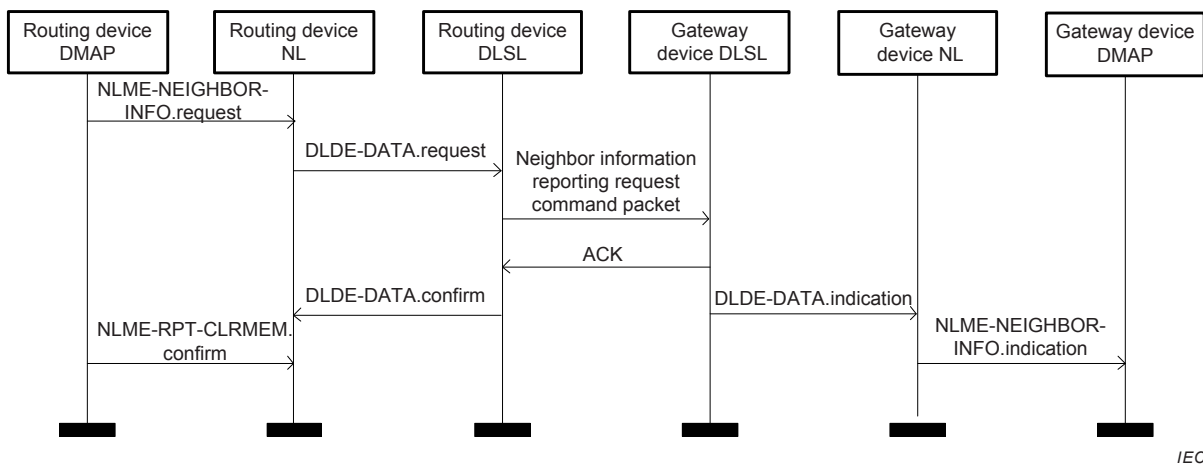 Routing device
DMAP
Routing device
NL
Routing device
DLSL
Gateway
device DLSL
Gateway
device NL
Gateway device
DMAP
NLME-NEIGHBOR-
INFO.request
DLDE-DATA.request
Neighbor information
reporting request
command packet
ACK
DLDE-DATA.confirm
DLDE-DATA.indication
NLME-RPT-CLRMEM.
confirm
NLME-NEIGHBOR-
INFO.indication
IEC